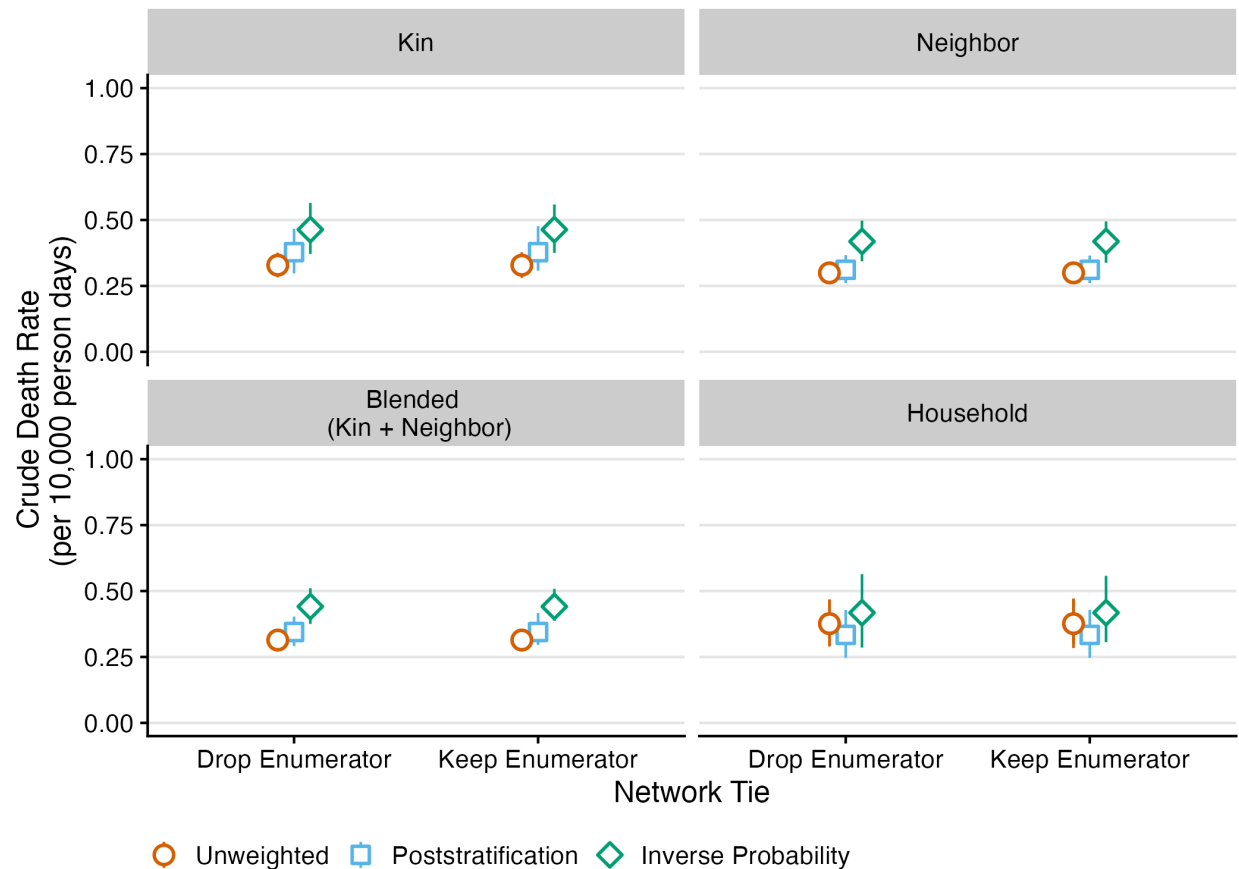 Kin
Neighbor
1.00
0.75
0.50
0.25
0.00
Crude Death Rate
(per 10,000 person days)
Blended
(Kin + Neighbor)
Household
1.00
0.75
0.50
0.25
0.00
Drop Enumerator
Keep Enumerator
Drop Enumerator
Keep Enumerator
Network Tie
Unweighted
Poststratification
Inverse Probability